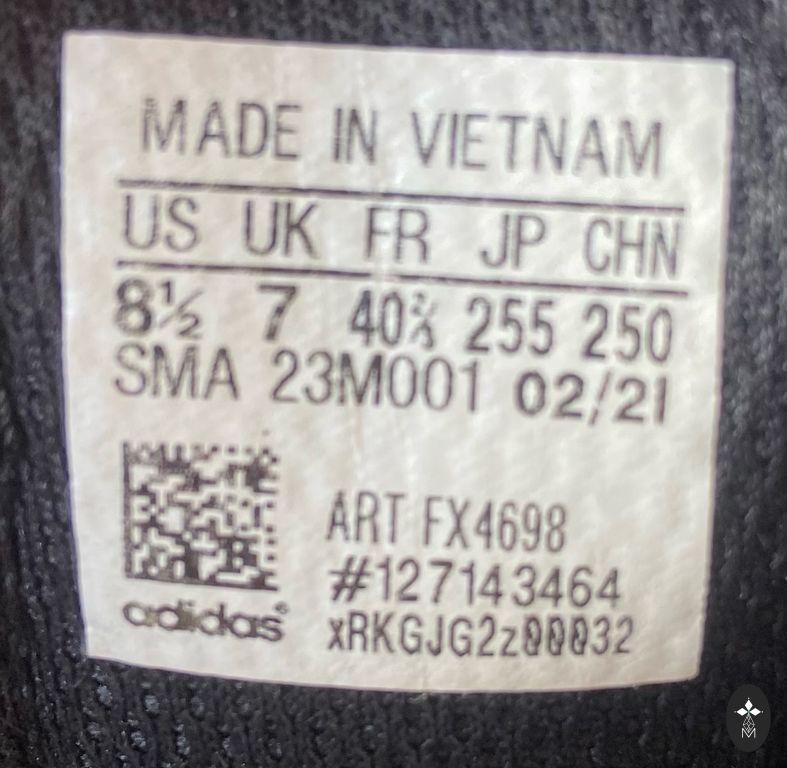 MADE IN VIETNAM
US UK FR JP CHN
8½ 7 40⅔ 255 250
SMA 23M001 02/21
ART FX4698
#127143464
xRKGJG2z00032
adidas®
M